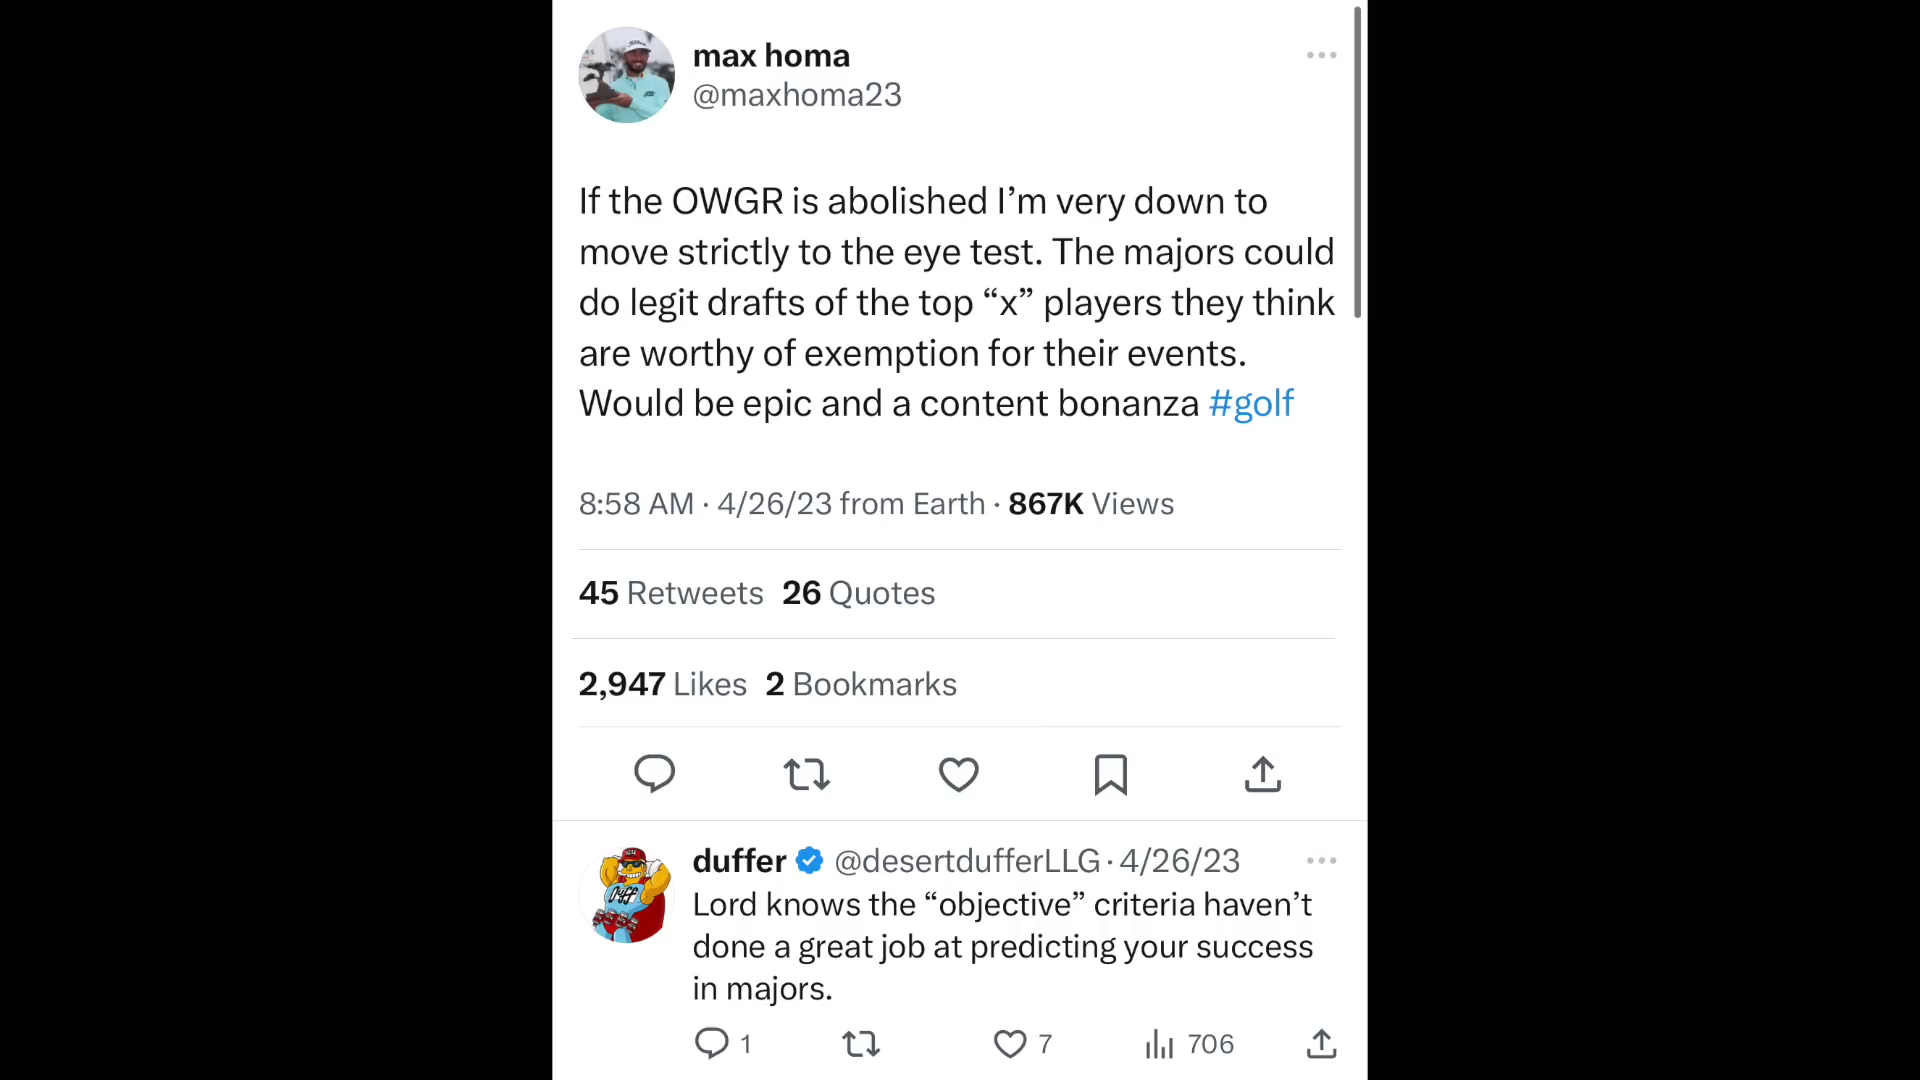 max homa
@maxhoma23
If the OWGR is abolished I’m very down to
move strictly to the eye test. The majors could
do legit drafts of the top “x” players they think
are worthy of exemption for their events.
Would be epic and a content bonanza #golf
8:58 AM · 4/26/23 from Earth · 867K Views
45 Retweets 26 Quotes
2,947 Likes 2 Bookmarks
duffer @desertdufferLLG · 4/26/23
Lord knows the “objective” criteria haven’t
done a great job at predicting your success
in majors.
1 7 706
Duff